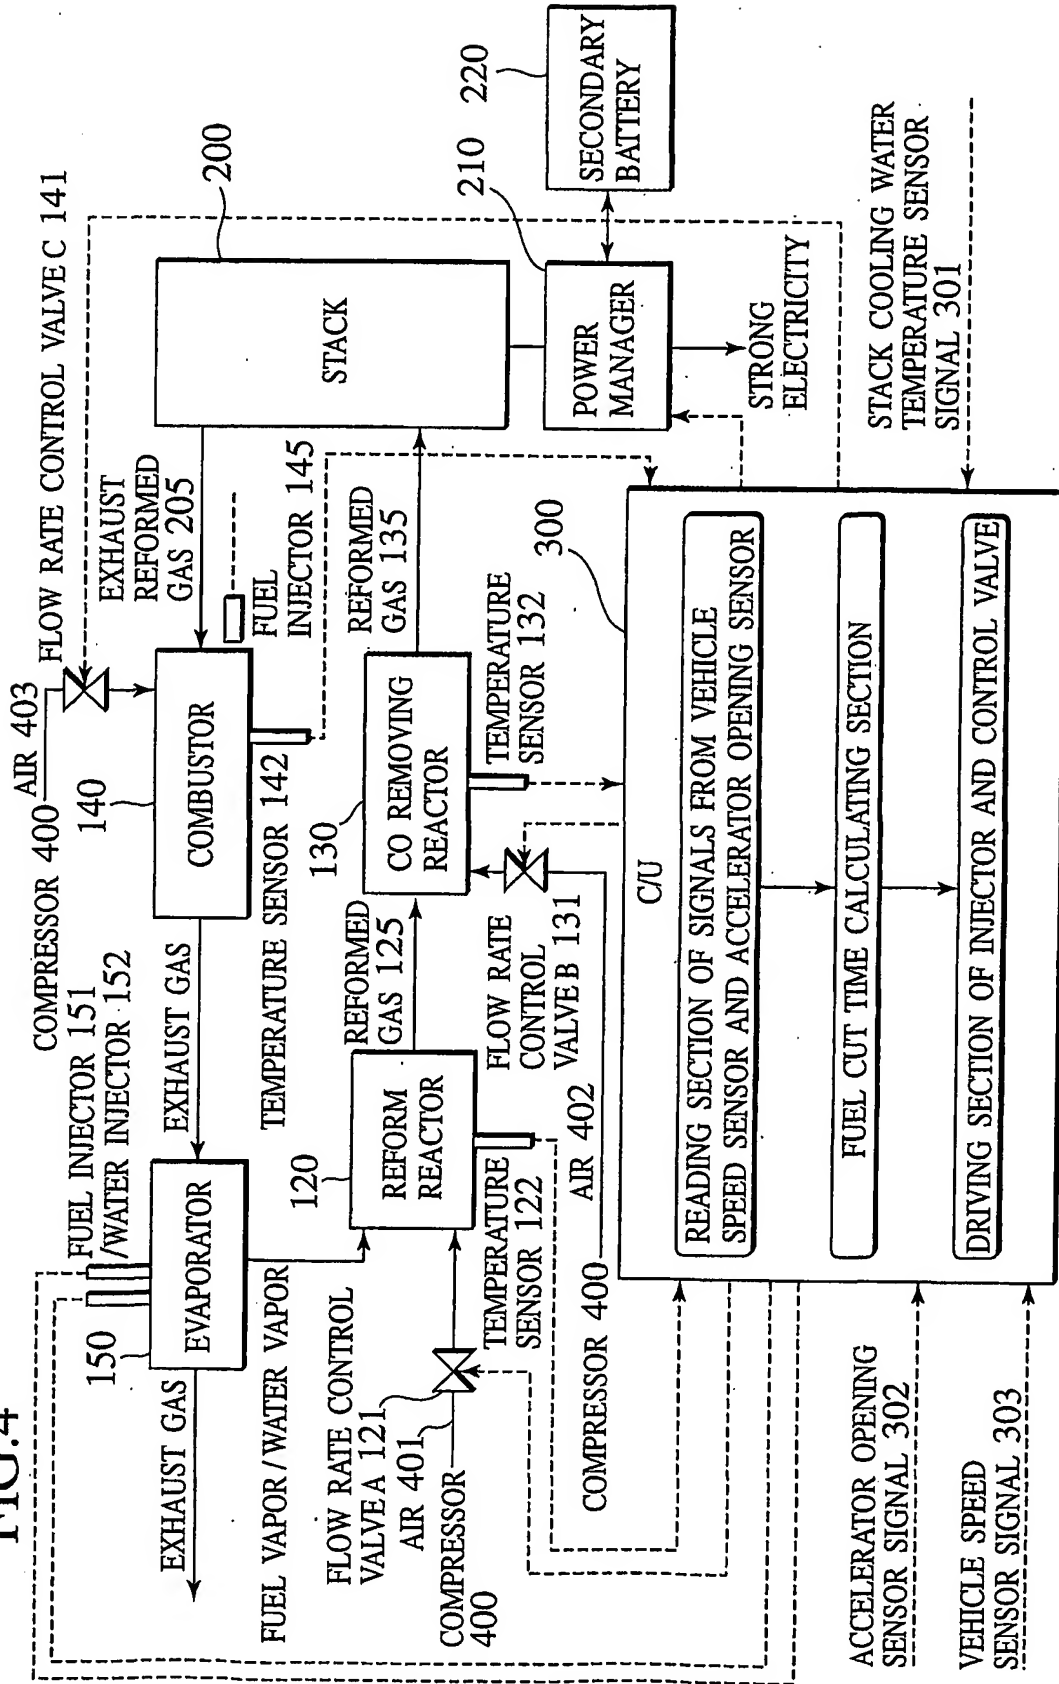 FIG.4
FUEL INJECTOR 151
/WATER INJECTOR 152
COMPRESSOR 400
AIR 403
FLOW RATE CONTROL VALVE C 141
150
EVAPORATOR
EXHAUST GAS
EXHAUST GAS
140
COMBUSTOR
EXHAUST
REFORMED
GAS 205
200
STACK
FUEL
INJECTOR 145
TEMPERATURE SENSOR 142
220
SECONDARY
BATTERY
210
POWER
MANAGER
STRONG
ELECTRICITY
FUEL VAPOR/WATER VAPOR
120
REFORM
REACTOR
REFORMED
GAS 125
130
CO REMOVING
REACTOR
REFORMED
GAS 135
FLOW RATE CONTROL
VALVE A 121
AIR 401
COMPRESSOR
400
TEMPERATURE
SENSOR 122
FLOW RATE
CONTROL
VALVE B 131
TEMPERATURE
SENSOR 132
COMPRESSOR 400
AIR 402
300
C/U
READING SECTION OF SIGNALS FROM VEHICLE
SPEED SENSOR AND ACCELERATOR OPENING SENSOR
FUEL CUT TIME CALCULATING SECTION
DRIVING SECTION OF INJECTOR AND CONTROL VALVE
STACK COOLING WATER
TEMPERATURE SENSOR
SIGNAL 301
ACCELERATOR OPENING
SENSOR SIGNAL 302
VEHICLE SPEED
SENSOR SIGNAL 303